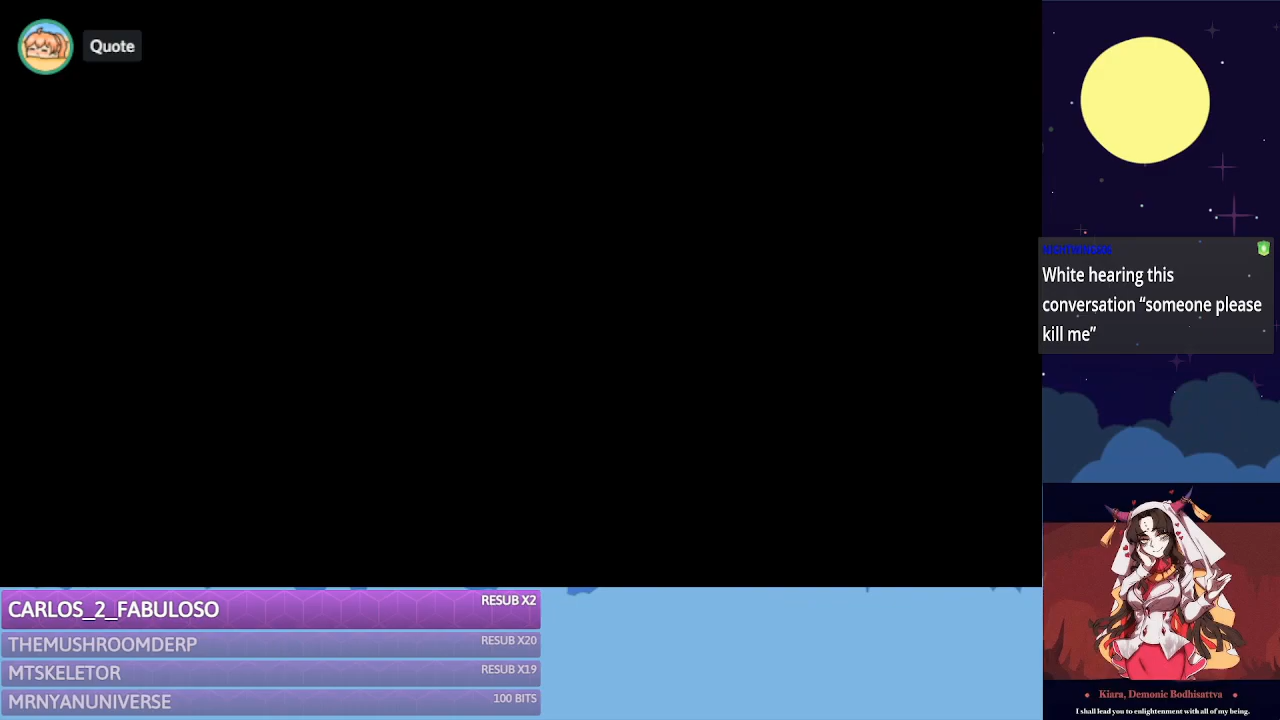 Quote
White hearing this
conversation “someone please
kill me”
CARLOS_2_FABULOSO
RESUB X2
THEMUSHROOMDERP
RESUB X20
MTSKELETOR
RESUB X19
MRNYANUNIVERSE
100 BITS
Kiara, Demonic Bodhisattva
I shall lead you to enlightenment with all of my being.